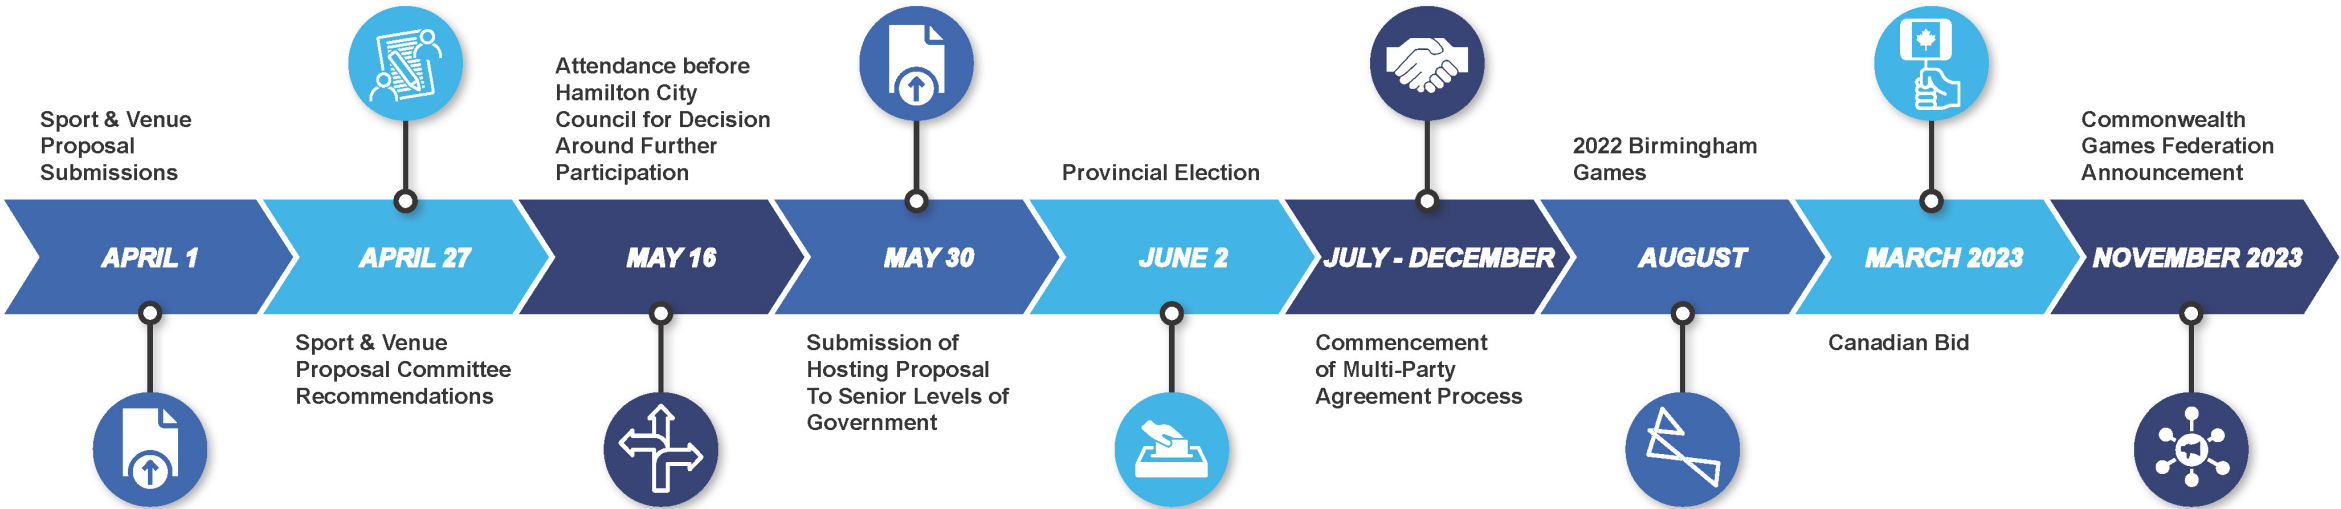 Sport & Venue
Proposal
Submissions
APRIL 1
APRIL 27
Sport & Venue
Proposal Committee
Recommendations
Attendance before
Hamilton City
Council for Decision
Around Further
Participation
MAY 16
MAY 30
Submission of
Hosting Proposal
To Senior Levels of
Government
Provincial Election
JUNE 2
JULY - DECEMBER
Commencement
of Multi-Party
Agreement Process
2022 Birmingham
Games
AUGUST
MARCH 2023
Canadian Bid
Commonwealth
Games Federation
Announcement
NOVEMBER 2023